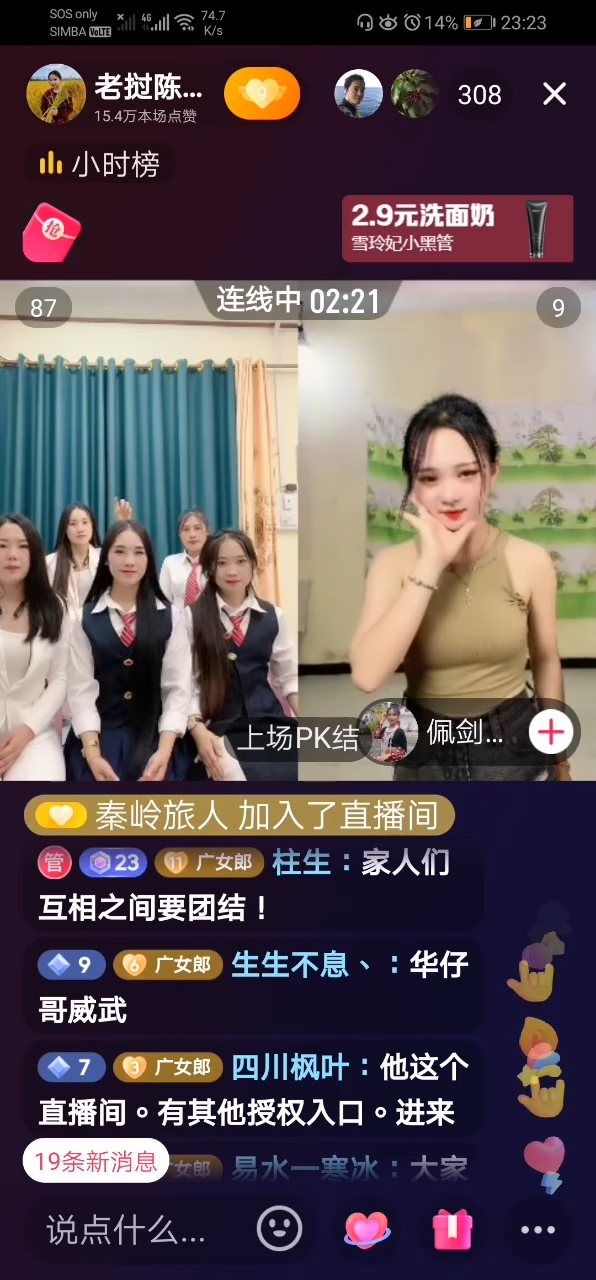 SOS only
SIMBA VoLTE
4G
74.7
K/s
14%
23:23
老挝陈...
15.4万本场点赞
9
308
小时榜
抢
2.9元洗面奶
雪玲妃小黑管
87
连线中 02:21
9
上场PK结
佩剑...
秦岭旅人 加入了直播间
管 23 11 广女郎 柱生：家人们
互相之间要团结！
9 6 广女郎 生生不息、：华仔
哥威武
7 3 广女郎 四川枫叶：他这个
直播间。有其他授权入口。进来
19条新消息
女郎 易水一寒冰：大家
说点什么...